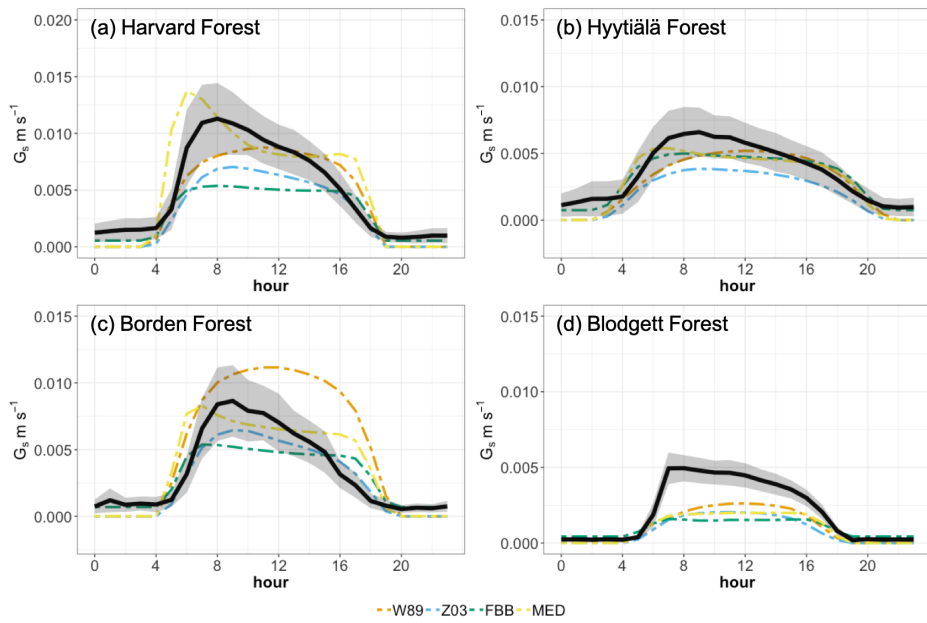 (a) Harvard Forest
0.020
0.015
0.010
0.005
0.000
Gₛ m s⁻¹
0 4 8 12 16 20
hour
(b) Hyytiälä Forest
0.015
0.010
0.005
0.000
Gₛ m s⁻¹
0 4 8 12 16 20
hour
(c) Borden Forest
0.015
0.010
0.005
0.000
Gₛ m s⁻¹
0 4 8 12 16 20
hour
(d) Blodgett Forest
0.015
0.010
0.005
0.000
Gₛ m s⁻¹
0 4 8 12 16 20
hour
W89 Z03 FBB MED